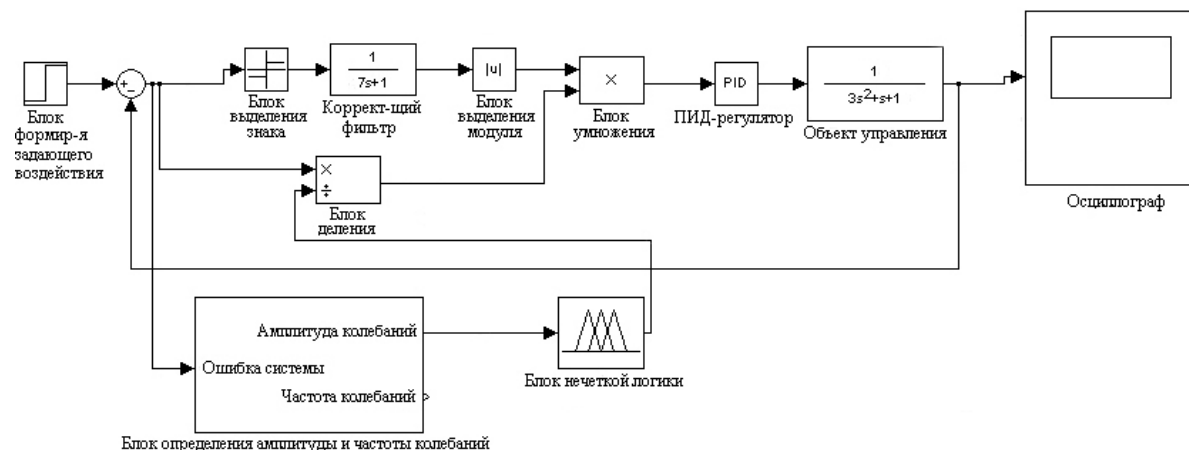 +
−
Блок
формир-я
задающего
воздействия
Блок
выделения
знака
1
7s+1
Коррект-щий
фильтр
|u|
Блок
выделения
модуля
×
Блок
умножения
PID
ПИД-регулятор
1
3s²+s+1
Объект управления
Осциллограф
×
÷
Блок
деления
Амплитуда колебаний
Ошибка системы
Частота колебаний
Блок определения амплитуды и частоты колебаний
Блок нечеткой логики